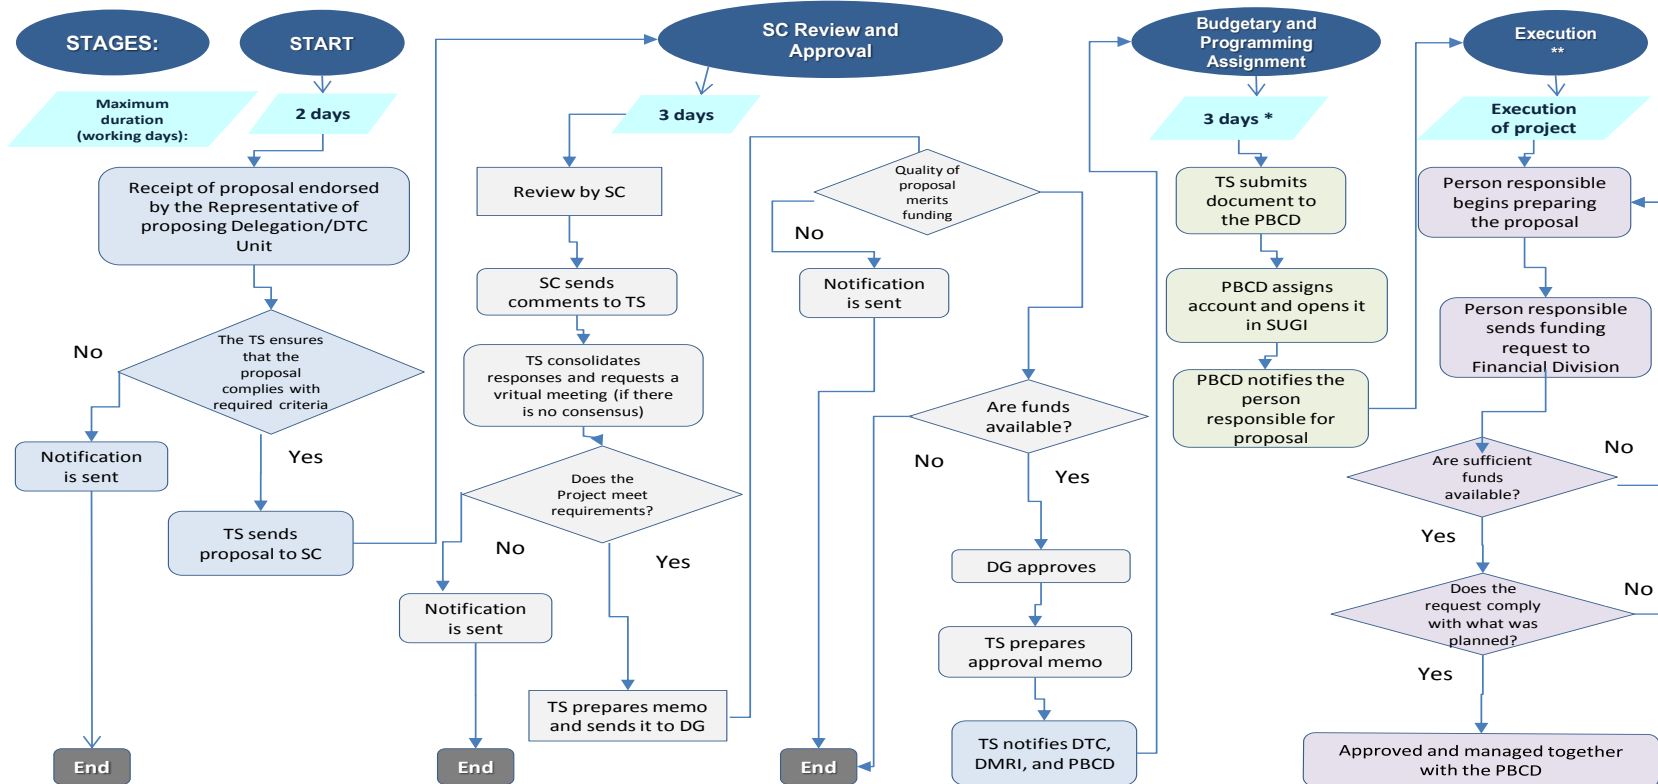 STAGES:
START
Maximum
duration
(working days):
2 days
Receipt of proposal endorsed
by the Representative of
proposing Delegation/DTC
Unit
The TS ensures
that the
proposal
complies with
required criteria
No
Notification
is sent
Yes
TS sends
proposal to SC
End
SC Review and
Approval
3 days
Review by SC
SC sends
comments to TS
TS consolidates
responses and requests a
vritual meeting (if there
is no consensus)
Does the
Project meet
requirements?
No
Notification
is sent
Yes
TS prepares memo
and sends it to DG
End
Quality of
proposal
merits
funding
No
Notification
is sent
Are funds
available?
No
Yes
DG approves
TS prepares
approval memo
TS notifies DTC,
DMRI, and PBCD
End
Budgetary and
Programming
Assignment
3 days *
TS submits
document to
the PBCD
PBCD assigns
account and opens it
in SUGI
PBCD notifies the
person
responsible for
proposal
Execution
**
Execution
of project
Person responsible
begins preparing
the proposal
Person responsible
sends funding
request to
Financial Division
Are sufficient
funds
available?
No
Yes
Does the
request comply
with what was
planned?
No
Yes
Approved and managed together
with the PBCD